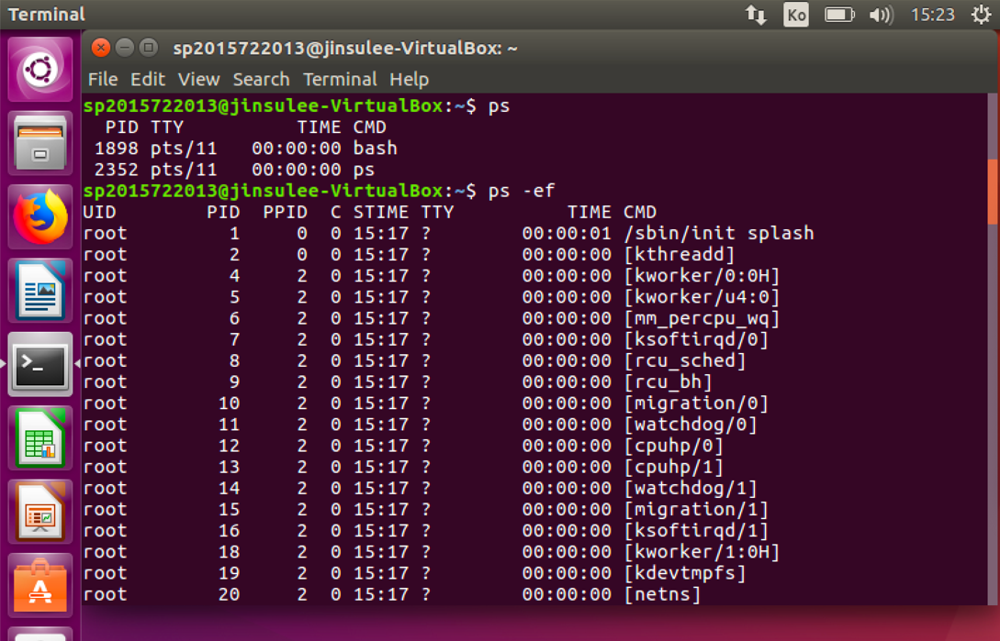 Terminal
Ko
15:23
sp2015722013@jinsulee-VirtualBox: ~
File Edit View Search Terminal Help
sp2015722013@jinsulee-VirtualBox:~$ ps
  PID TTY          TIME CMD
 1898 pts/11   00:00:00 bash
 2352 pts/11   00:00:00 ps
sp2015722013@jinsulee-VirtualBox:~$ ps -ef
UID        PID  PPID  C STIME TTY          TIME CMD
root         1     0  0 15:17 ?        00:00:01 /sbin/init splash
root         2     0  0 15:17 ?        00:00:00 [kthreadd]
root         4     2  0 15:17 ?        00:00:00 [kworker/0:0H]
root         5     2  0 15:17 ?        00:00:00 [kworker/u4:0]
root         6     2  0 15:17 ?        00:00:00 [mm_percpu_wq]
root         7     2  0 15:17 ?        00:00:00 [ksoftirqd/0]
root         8     2  0 15:17 ?        00:00:00 [rcu_sched]
root         9     2  0 15:17 ?        00:00:00 [rcu_bh]
root        10     2  0 15:17 ?        00:00:00 [migration/0]
root        11     2  0 15:17 ?        00:00:00 [watchdog/0]
root        12     2  0 15:17 ?        00:00:00 [cpuhp/0]
root        13     2  0 15:17 ?        00:00:00 [cpuhp/1]
root        14     2  0 15:17 ?        00:00:00 [watchdog/1]
root        15     2  0 15:17 ?        00:00:00 [migration/1]
root        16     2  0 15:17 ?        00:00:00 [ksoftirqd/1]
root        18     2  0 15:17 ?        00:00:00 [kworker/1:0H]
root        19     2  0 15:17 ?        00:00:00 [kdevtmpfs]
root        20     2  0 15:17 ?        00:00:00 [netns]